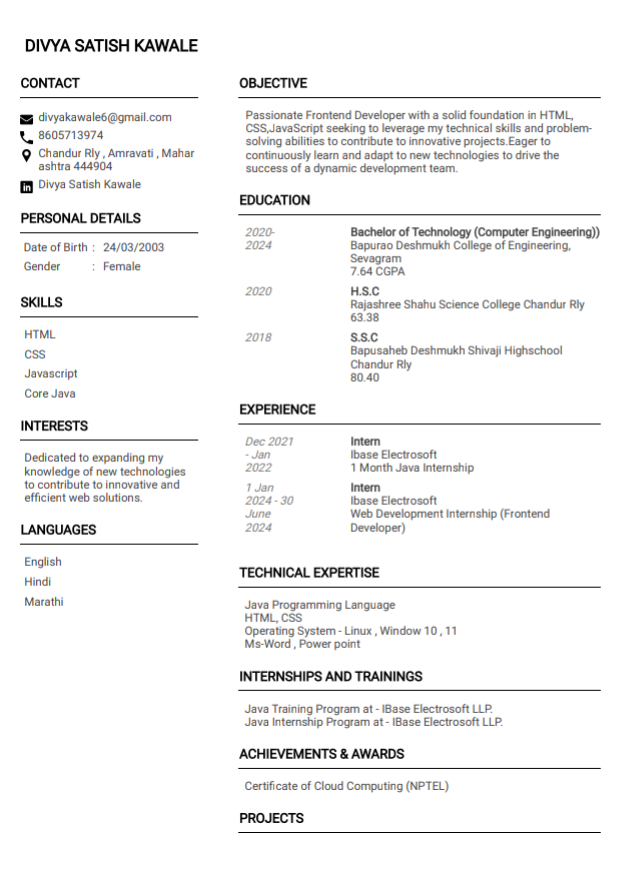 DIVYA SATISH KAWALE
CONTACT
divyakawale6@gmail.com
8605713974
Chandur Rly , Amravati , Mahar
ashtra 444904
Divya Satish Kawale
PERSONAL DETAILS
Date of Birth : 24/03/2003
Gender : Female
SKILLS
HTML
CSS
Javascript
Core Java
INTERESTS
Dedicated to expanding my
knowledge of new technologies
to contribute to innovative and
efficient web solutions.
LANGUAGES
English
Hindi
Marathi
OBJECTIVE
Passionate Frontend Developer with a solid foundation in HTML,
CSS,JavaScript seeking to leverage my technical skills and problem-
solving abilities to contribute to innovative projects.Eager to
continuously learn and adapt to new technologies to drive the
success of a dynamic development team.
EDUCATION
2020-
2024
Bachelor of Technology (Computer Engineering))
Bapurao Deshmukh College of Engineering,
Sevagram
7.64 CGPA
2020
H.S.C
Rajashree Shahu Science College Chandur Rly
63.38
2018
S.S.C
Bapusaheb Deshmukh Shivaji Highschool
Chandur Rly
80.40
EXPERIENCE
Dec 2021
- Jan
2022
Intern
Ibase Electrosoft
1 Month Java Internship
1 Jan
2024 - 30
June
2024
Intern
Ibase Electrosoft
Web Development Internship (Frontend
Developer)
TECHNICAL EXPERTISE
Java Programming Language
HTML, CSS
Operating System - Linux , Window 10 , 11
Ms-Word , Power point
INTERNSHIPS AND TRAININGS
Java Training Program at - IBase Electrosoft LLP.
Java Internship Program at - IBase Electrosoft LLP.
ACHIEVEMENTS & AWARDS
Certificate of Cloud Computing (NPTEL)
PROJECTS